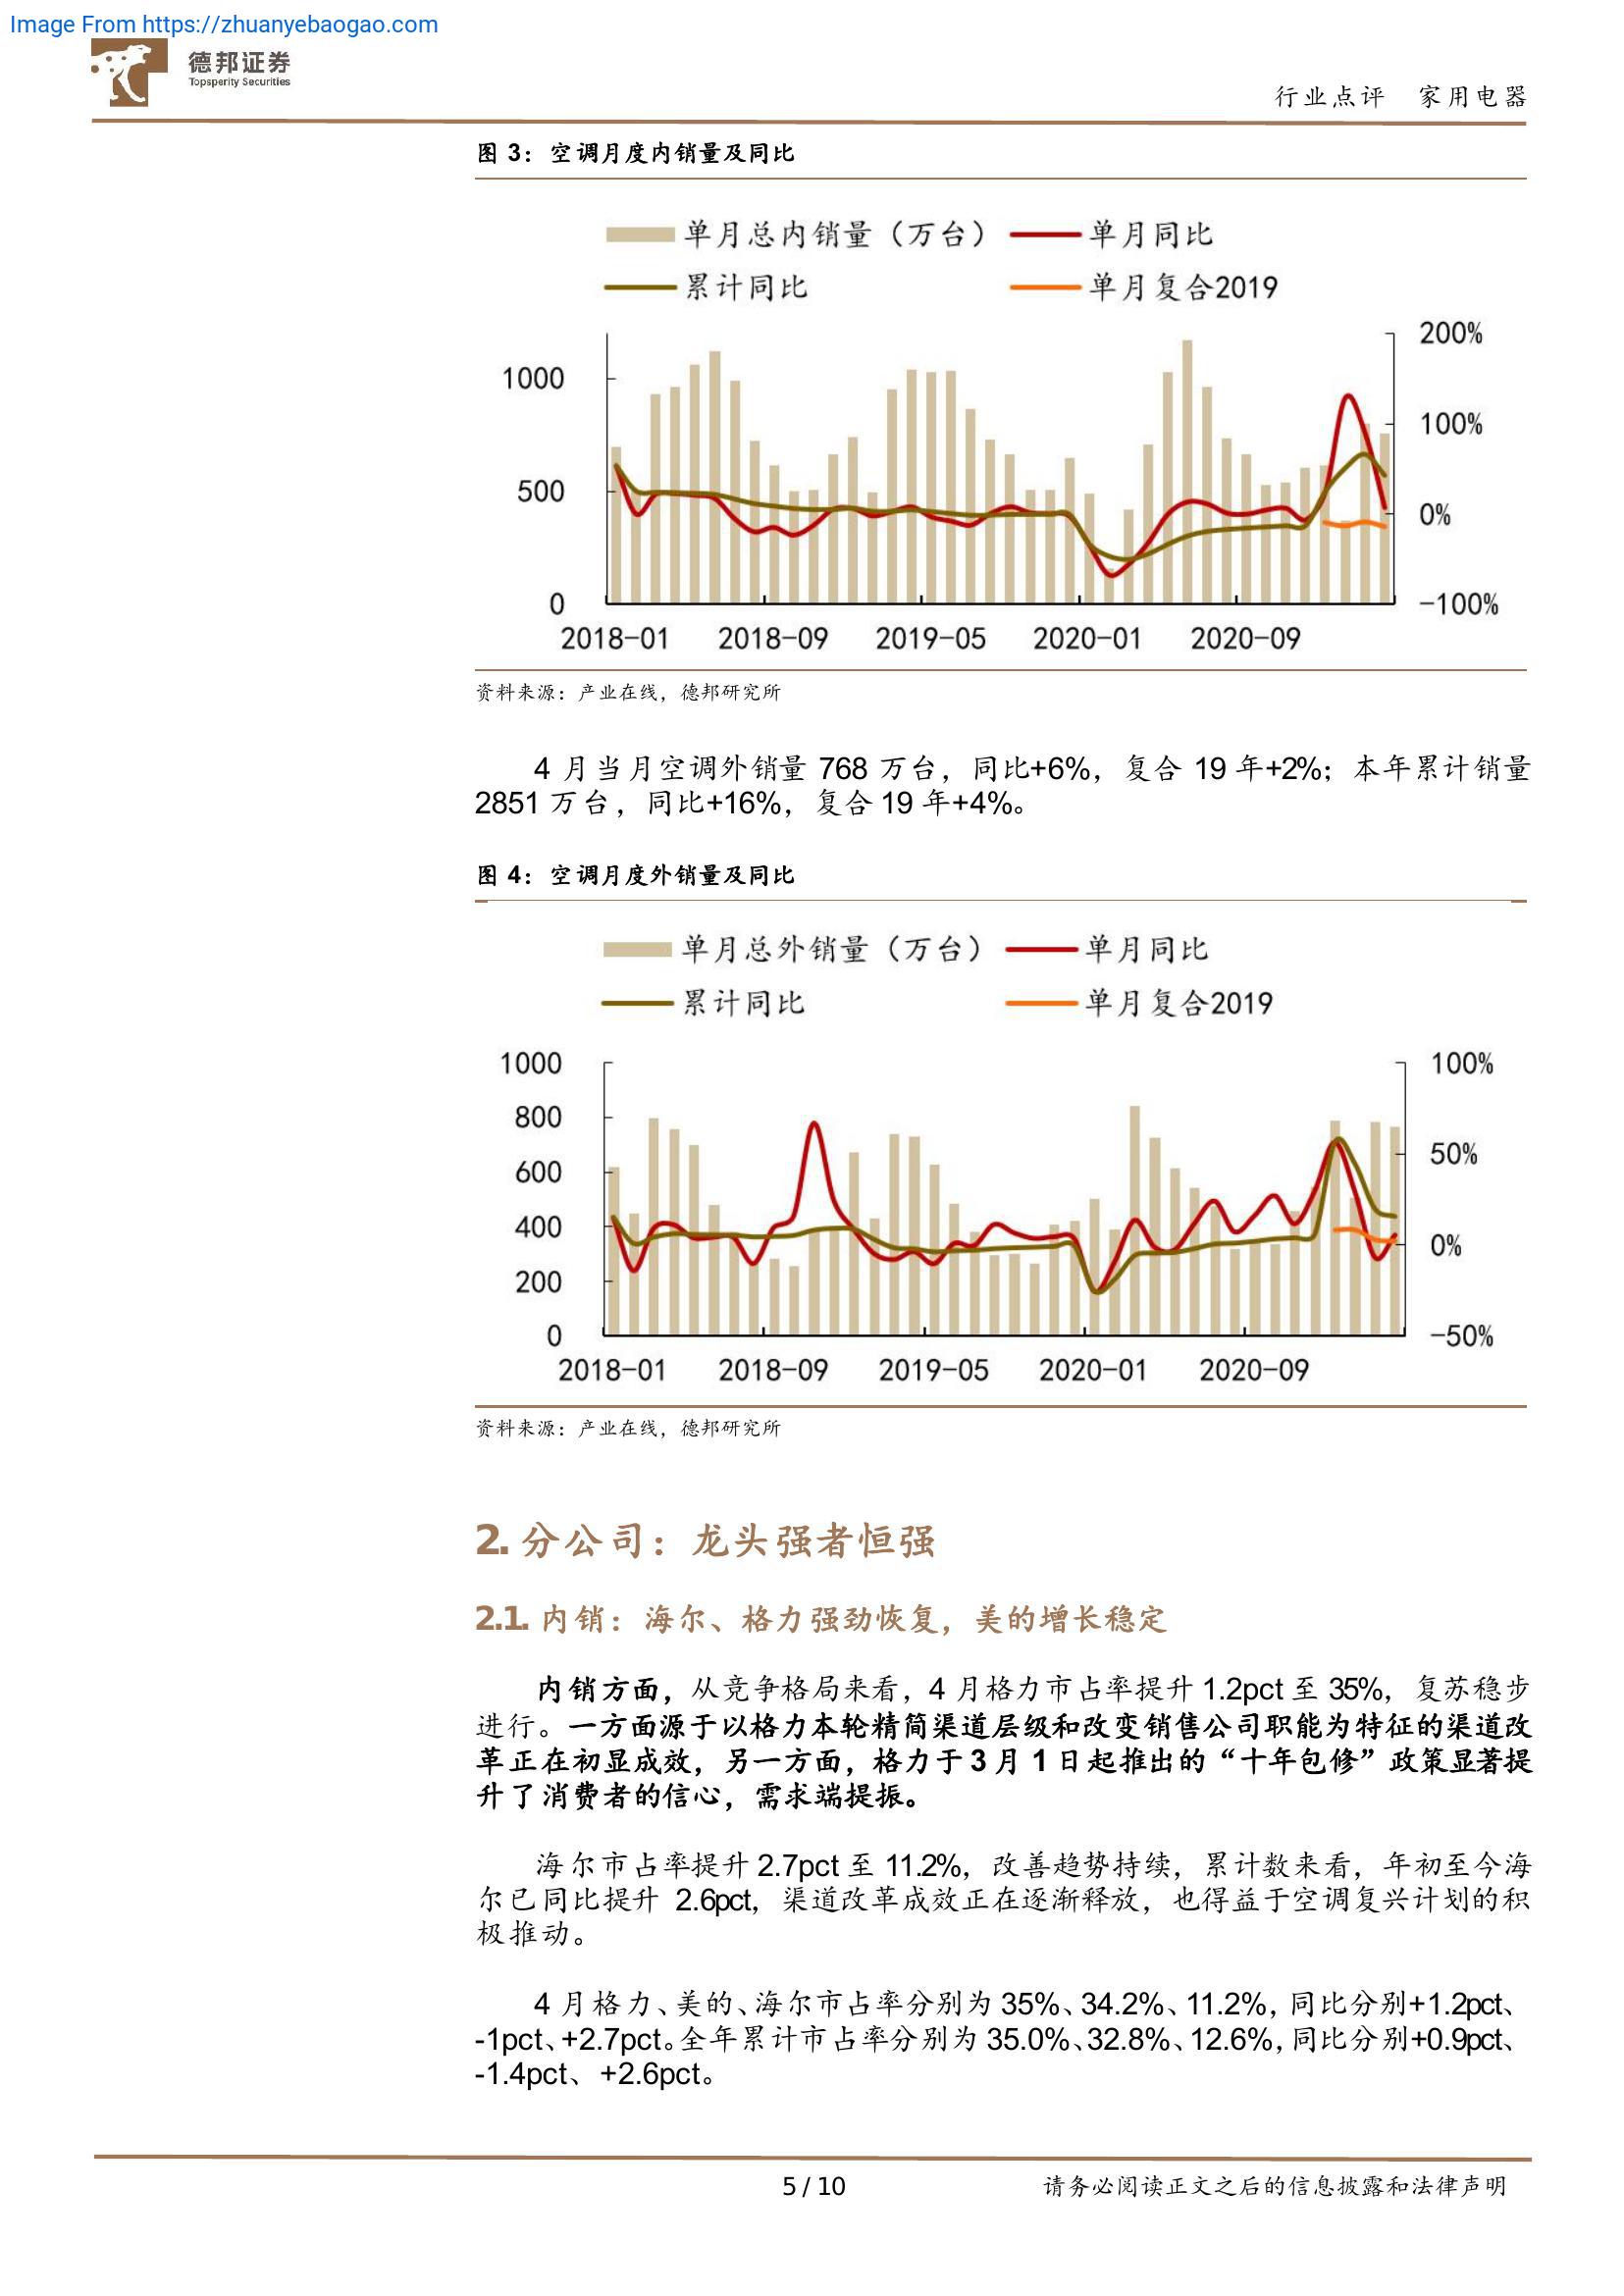 Image From https://zhuanyebaogao.com
德邦证券
Topsperity Securities
行业点评 家用电器
图 3：空调月度内销量及同比
单月总内销量（万台） 单月同比
累计同比 单月复合2019
200%
1000
100%
500
0%
0
-100%
2018-01 2018-09 2019-05 2020-01 2020-09
资料来源：产业在线，德邦研究所
4 月当月空调外销量 768 万台，同比+6%，复合 19 年+2%；本年累计销量
2851 万台，同比+16%，复合 19 年+4%。
图 4：空调月度外销量及同比
单月总外销量（万台） 单月同比
累计同比 单月复合2019
1000 100%
800
50%
600
400
0%
200
0 -50%
2018-01 2018-09 2019-05 2020-01 2020-09
资料来源：产业在线，德邦研究所
2. 分公司：龙头强者恒强
2.1. 内销：海尔、格力强劲恢复，美的增长稳定
内销方面，从竞争格局来看，4 月格力市占率提升 1.2pct 至 35%，复苏稳步
进行。一方面源于以格力本轮精简渠道层级和改变销售公司职能为特征的渠道改
革正在初显成效，另一方面，格力于 3 月 1 日起推出的“十年包修”政策显著提
升了消费者的信心，需求端提振。
海尔市占率提升 2.7pct 至 11.2%，改善趋势持续，累计数来看，年初至今海
尔已同比提升 2.6pct，渠道改革成效正在逐渐释放，也得益于空调复兴计划的积
极推动。
4 月格力、美的、海尔市占率分别为 35%、34.2%、11.2%，同比分别+1.2pct、
-1pct、+2.7pct。全年累计市占率分别为 35.0%、32.8%、12.6%，同比分别+0.9pct、
-1.4pct、+2.6pct。
5 / 10
请务必阅读正文之后的信息披露和法律声明